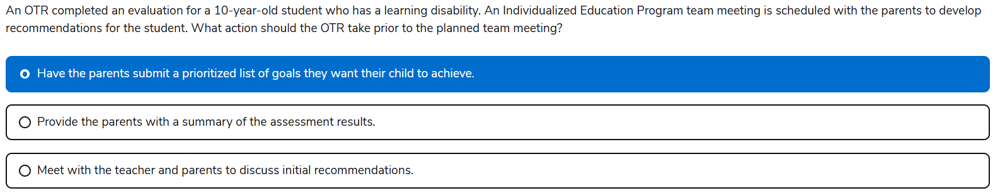 An OTR completed an evaluation for a 10-year-old student who has a learning disability. An Individualized Education Program team meeting is scheduled with the parents to develop
recommendations for the student. What action should the OTR take prior to the planned team meeting?
Have the parents submit a prioritized list of goals they want their child to achieve.
Provide the parents with a summary of the assessment results.
Meet with the teacher and parents to discuss initial recommendations.